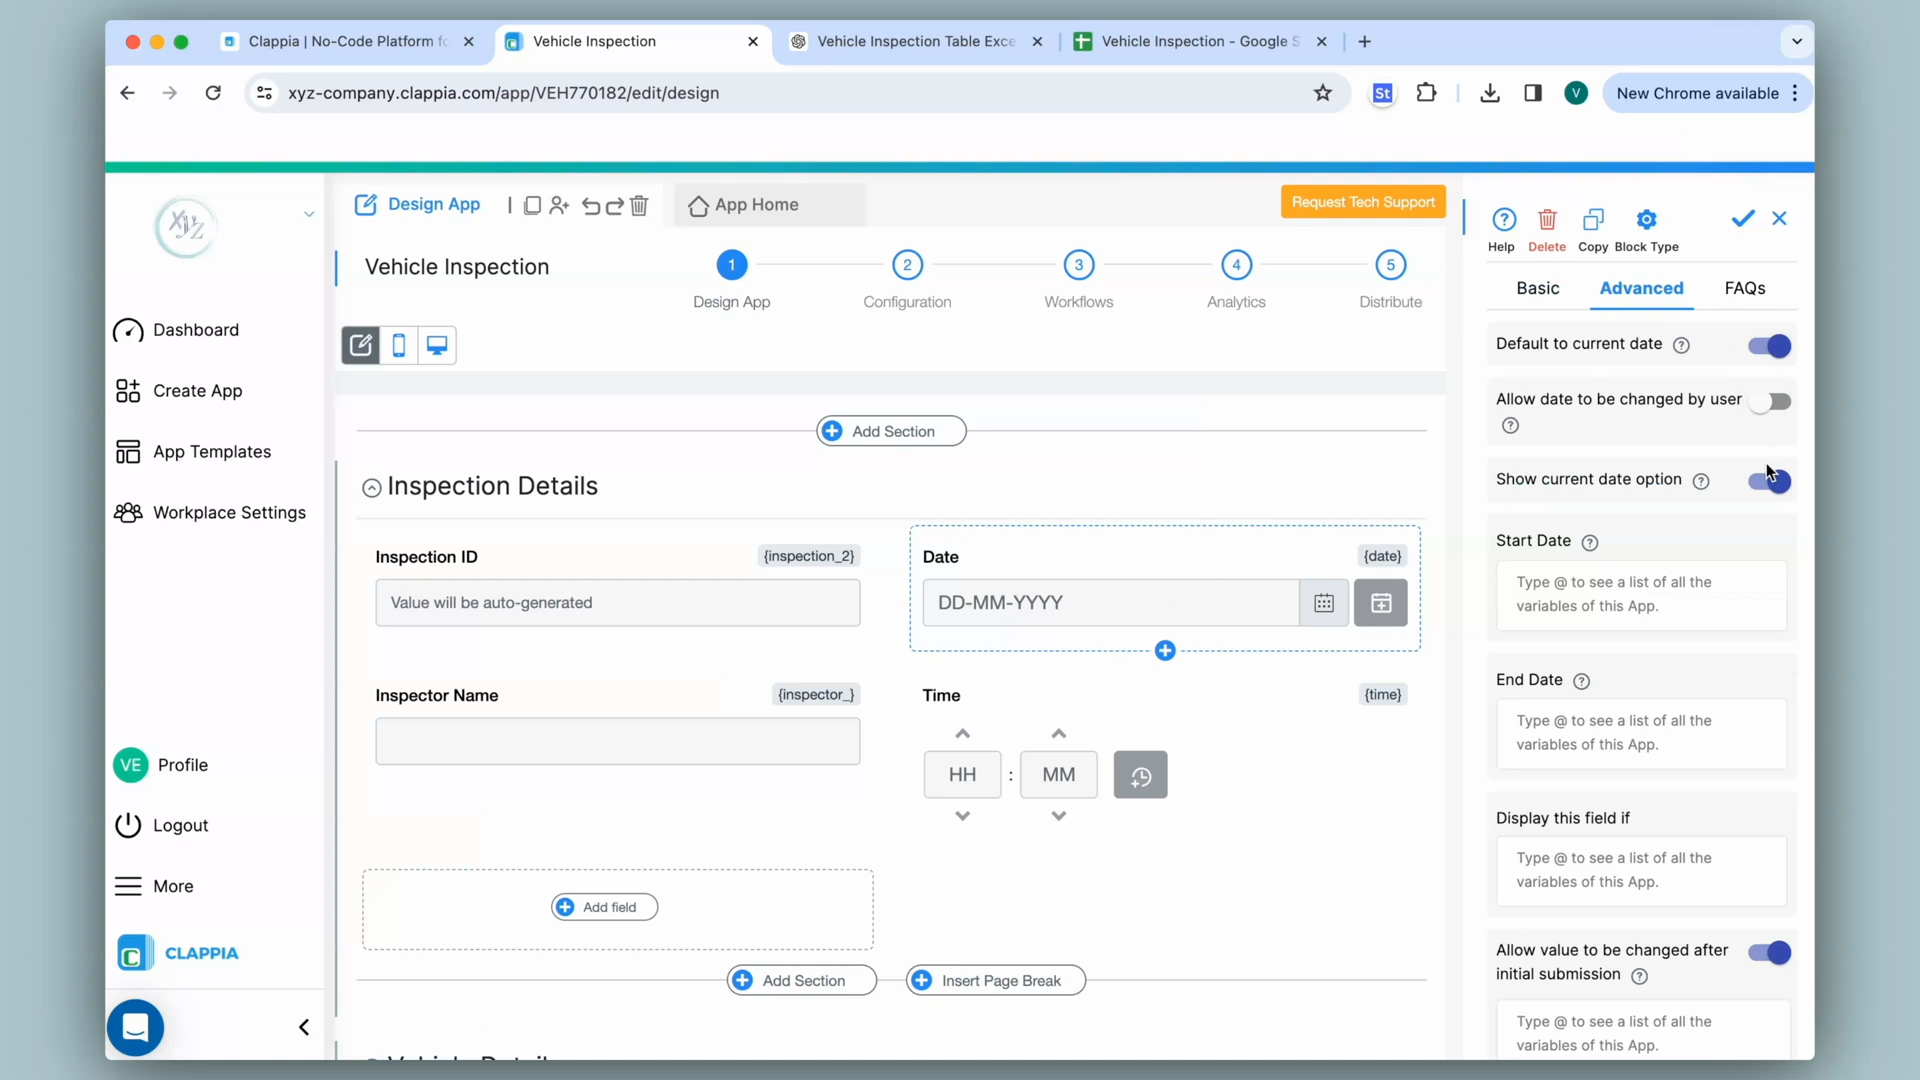 Clappia | No-Code Platform fo
Vehicle Inspection
Vehicle Inspection Table Exce
Vehicle Inspection - Google S
xyz-company.clappia.com/app/VEH770182/edit/design
St
V
New Chrome available
XYZ
Design App
App Home
Request Tech Support
Help
Delete
Copy
Block Type
Vehicle Inspection
1
2
3
4
5
Design App
Configuration
Workflows
Analytics
Distribute
Basic
Advanced
FAQs
Dashboard
Create App
App Templates
Workplace Settings
VE
Profile
Logout
More
CLAPPIA
Add Section
Inspection Details
Inspection ID
{inspection_2}
Value will be auto-generated
Date
{date}
DD-MM-YYYY
Inspector Name
{inspector_}
Time
{time}
HH
:
MM
Add field
Add Section
Insert Page Break
Default to current date
Allow date to be changed by user
Show current date option
Start Date
Type @ to see a list of all the
variables of this App.
End Date
Type @ to see a list of all the
variables of this App.
Display this field if
Type @ to see a list of all the
variables of this App.
Allow value to be changed after
initial submission
Type @ to see a list of all the
variables of this App.